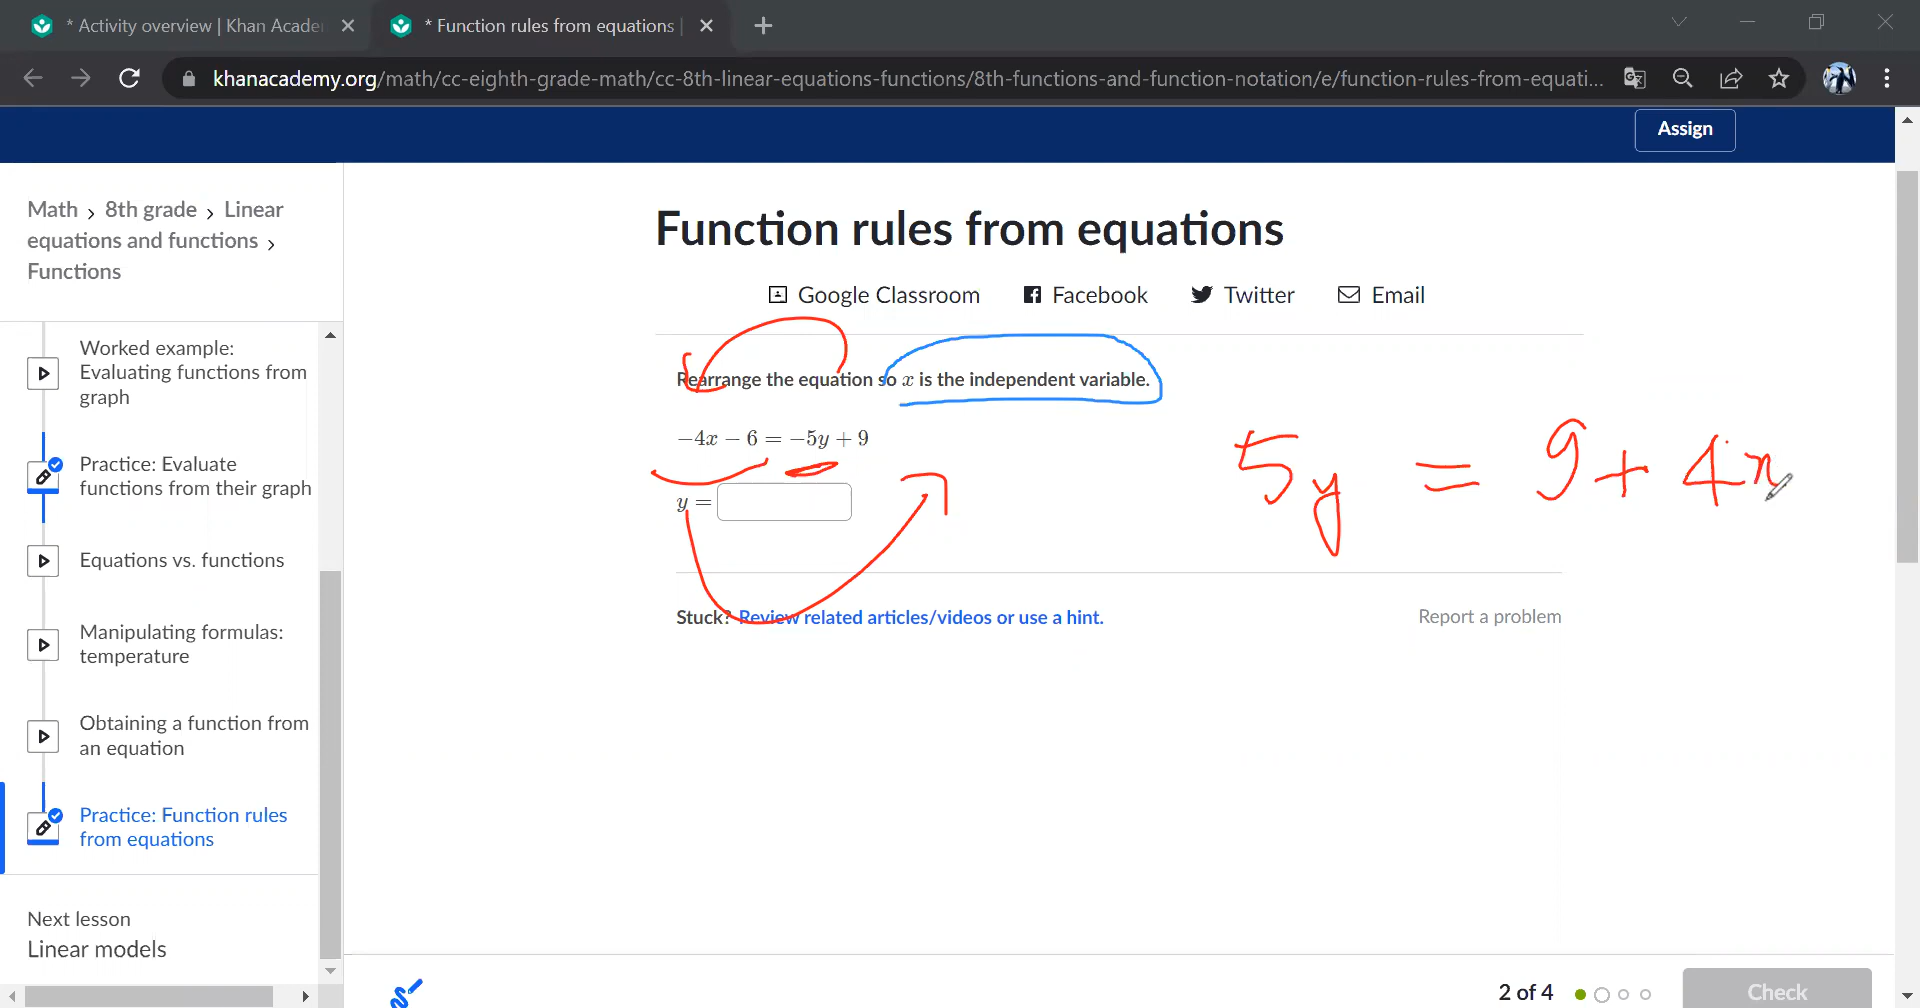 * Activity overview | Khan Acade
* Function rules from equations |
khanacademy.org/math/cc-eighth-grade-math/cc-8th-linear-equations-functions/8th-functions-and-function-notation/e/function-rules-from-equati...
Assign
Math > 8th grade > Linear
equations and functions >
Functions
Worked example:
Evaluating functions from
graph
Practice: Evaluate
functions from their graph
Equations vs. functions
Manipulating formulas:
temperature
Obtaining a function from
an equation
Practice: Function rules
from equations
Next lesson
Linear models
Function rules from equations
Google Classroom Facebook Twitter Email
Rearrange the equation so x is the independent variable.
−4x − 6 = −5y + 9
y =
5y = 9 + 4x
Stuck? Review related articles/videos or use a hint.
Report a problem
2 of 4
Check